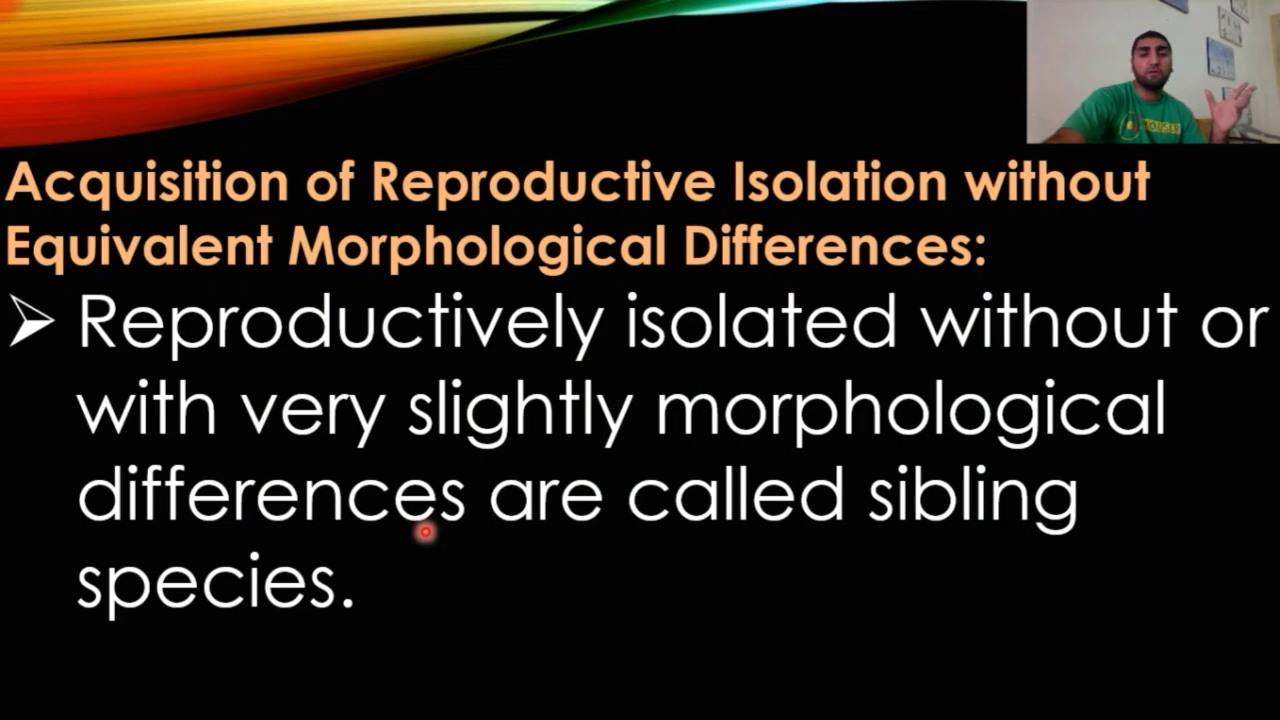 Acquisition of Reproductive Isolation without
Equivalent Morphological Differences:
Reproductively isolated without or
with very slightly morphological
differences are called sibling
species.